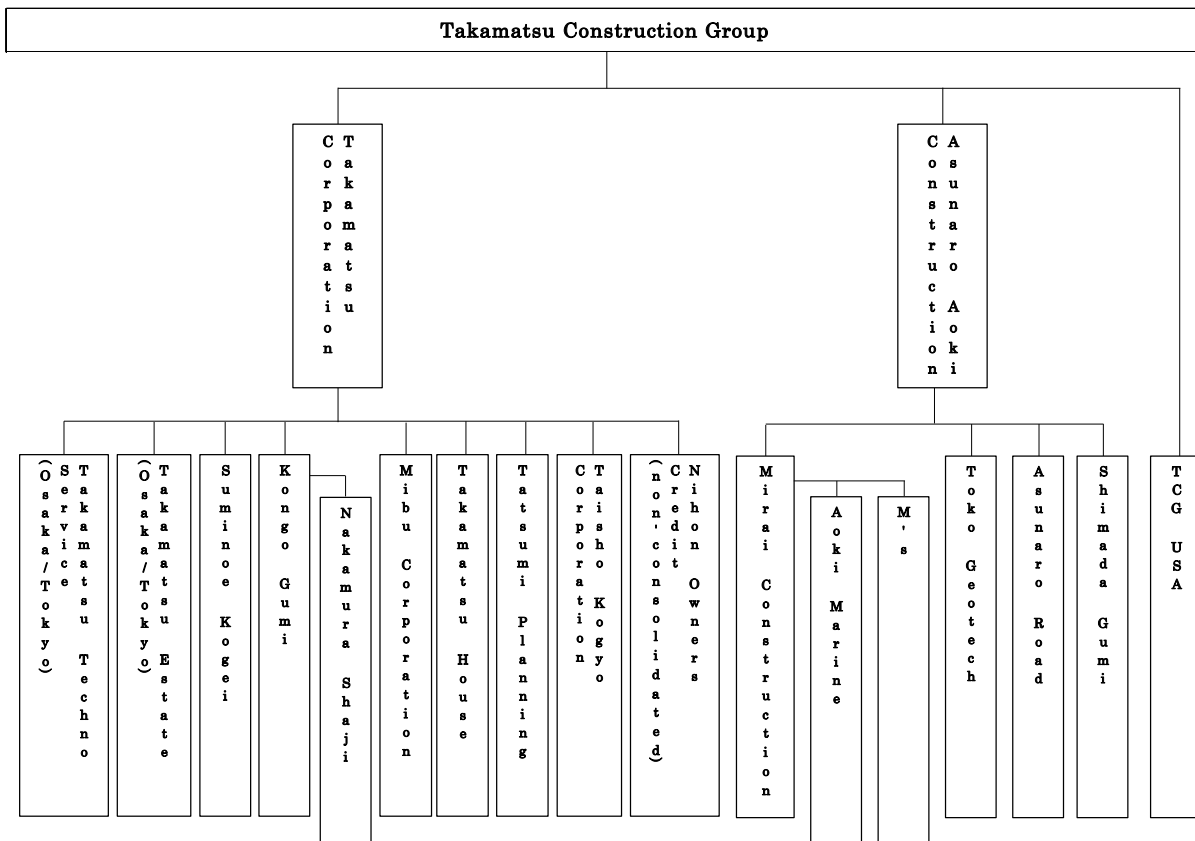 Takamatsu Construction Group
Takamatsu
Corporation
Asunaro Aoki
Construction
Takamatsu Techno
Service
(Osaka/Tokyo)
Takamatsu Estate
(Osaka/Tokyo)
Suminoe Kogei
Kongo Gumi
Nakamura Shaji
Mibu Corporation
Takamatsu House
Tatsumi Planning
Taisho Kogyo
Corporation
Nihon Owners
Credit
(non'consolidated)
Mirai Construction
Aoki Marine
M's
Toko Geotech
Asunaro Road
Shimada Gumi
TCG USA